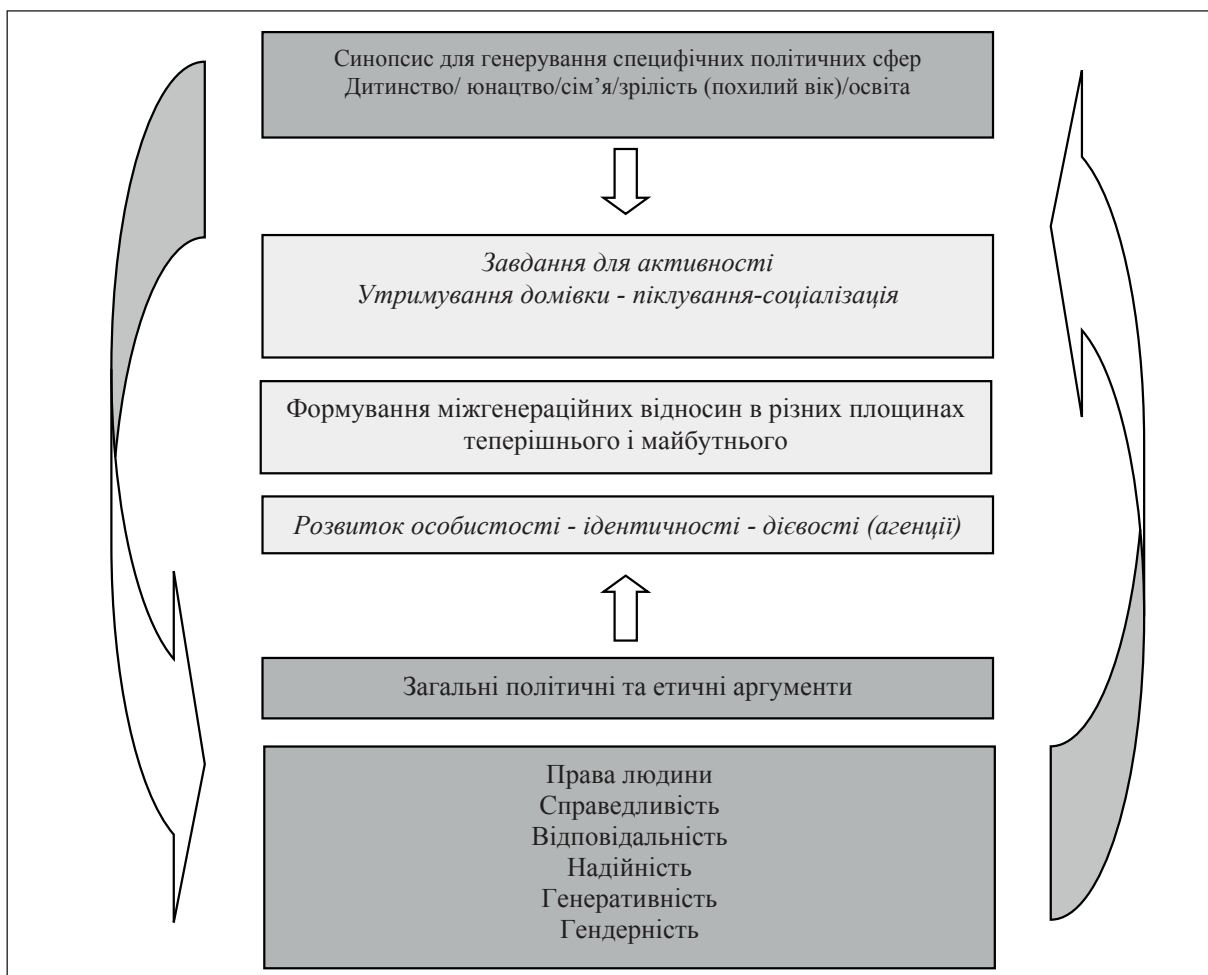 Синопсис для генерування специфічних політичних сфер
Дитинство/ юнацтво/сім’я/зрілість (похилий вік)/освіта
Завдання для активності
Утримування домівки - піклування-соціалізація
Формування міжгенераційних відносин в різних площинах
теперішнього і майбутнього
Розвиток особистості - ідентичності - дієвості (агенції)
Загальні політичні та етичні аргументи
Права людини
Справедливість
Відповідальність
Надійність
Генеративність
Гендерність